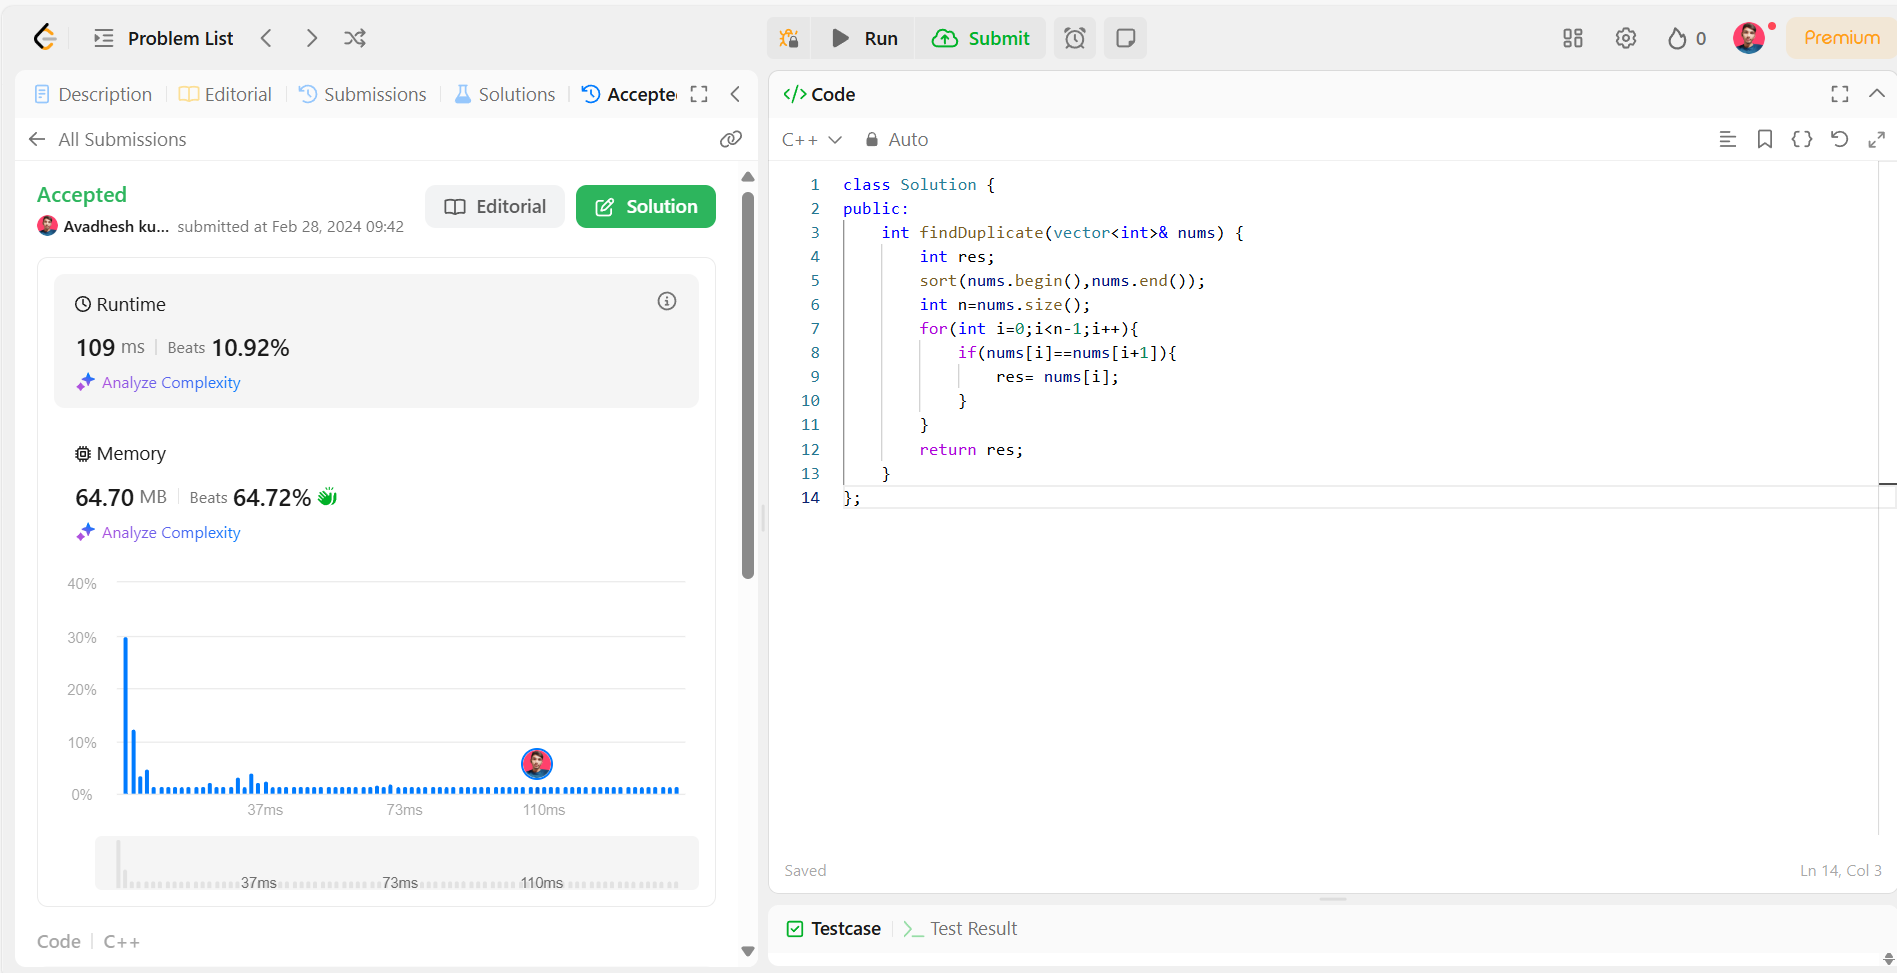 Problem List
Run
Submit
0
Premium
Description
Editorial
Submissions
Solutions
Accepte
All Submissions
Accepted
Avadhesh ku... submitted at Feb 28, 2024 09:42
Editorial
Solution
Runtime
109 ms Beats 10.92%
Analyze Complexity
Memory
64.70 MB Beats 64.72%
Analyze Complexity
40%
30%
20%
10%
0%
37ms 73ms 110ms
37ms 73ms 110ms
Code C++
</> Code
C++ Auto
1 class Solution {
2 public:
3 int findDuplicate(vector<int>& nums) {
4 int res;
5 sort(nums.begin(),nums.end());
6 int n=nums.size();
7 for(int i=0;i<n-1;i++){
8 if(nums[i]==nums[i+1]){
9 res= nums[i];
10 }
11 }
12 return res;
13 }
14 };
Saved
Ln 14, Col 3
Testcase
Test Result